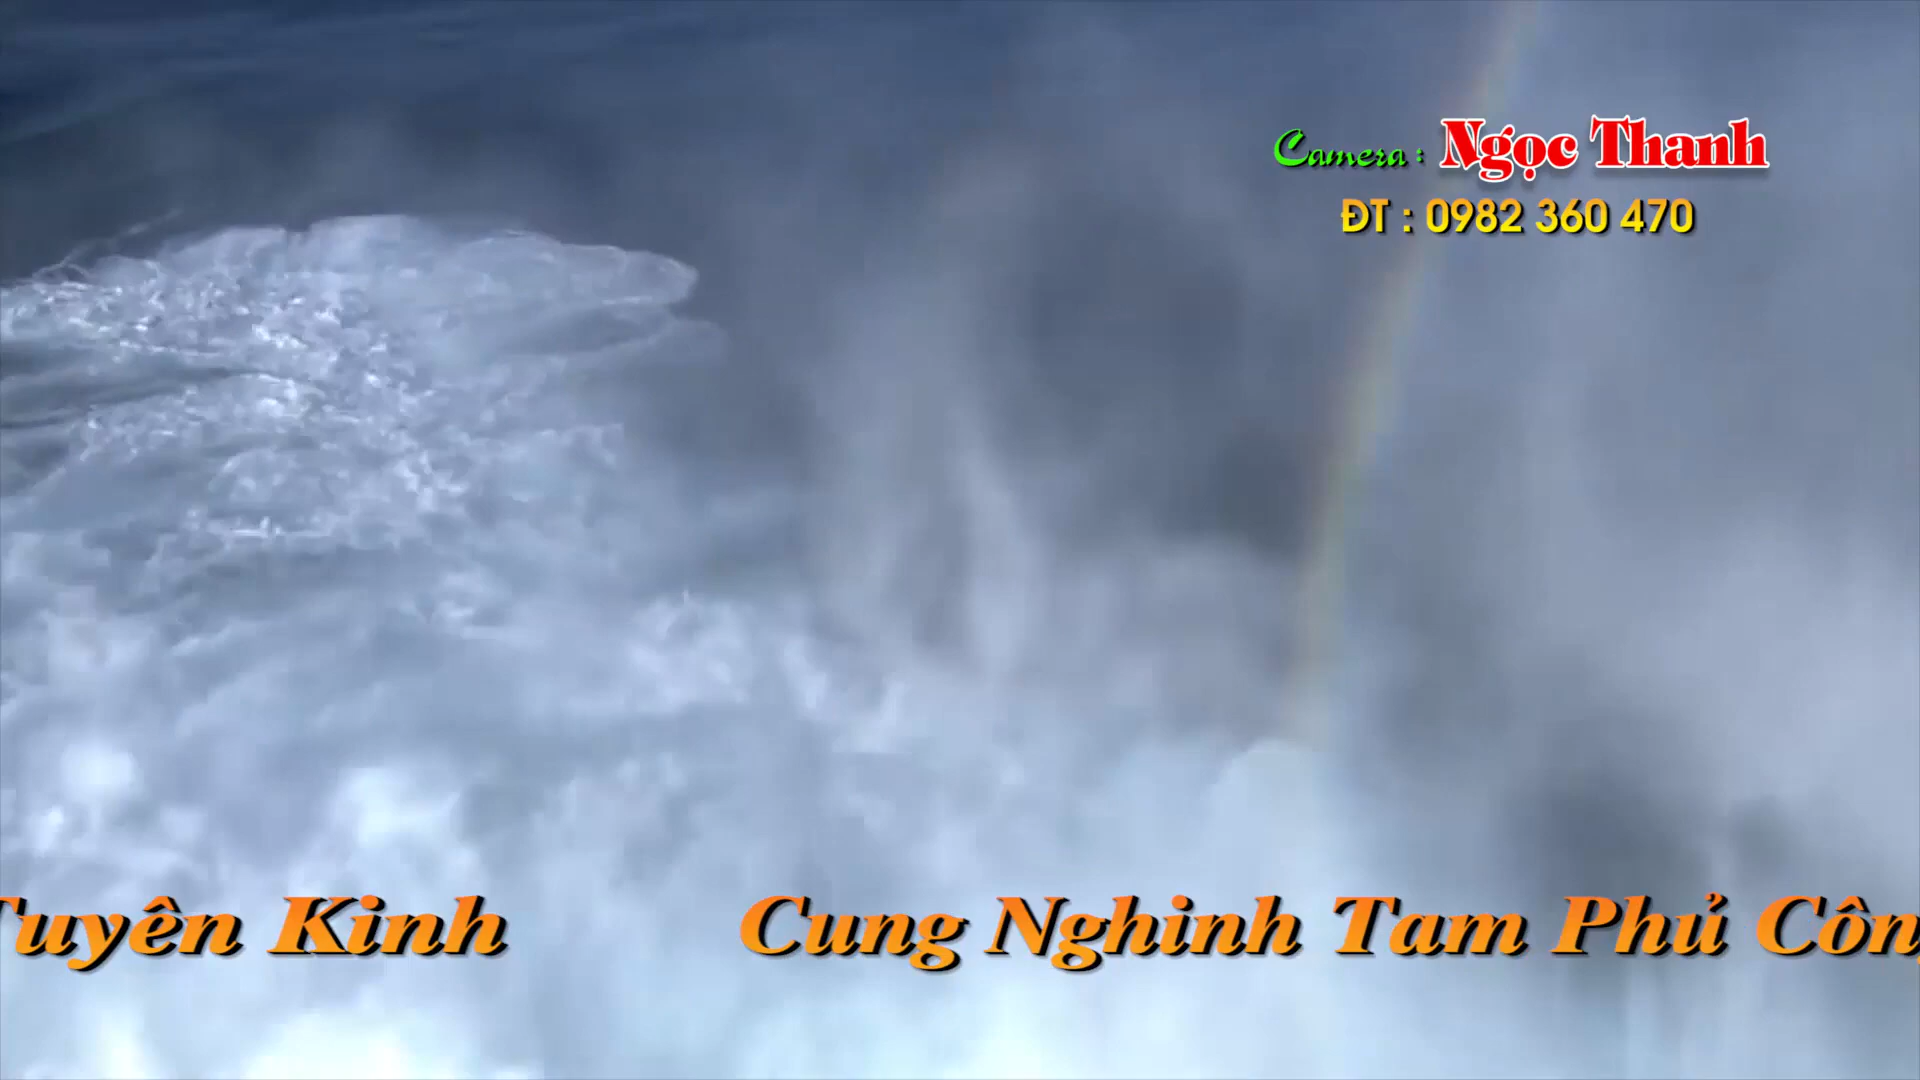 Camera : Ngọc Thanh
ĐT : 0982 360 470
Tuyên Kinh Cung Nghinh Tam Phủ Công